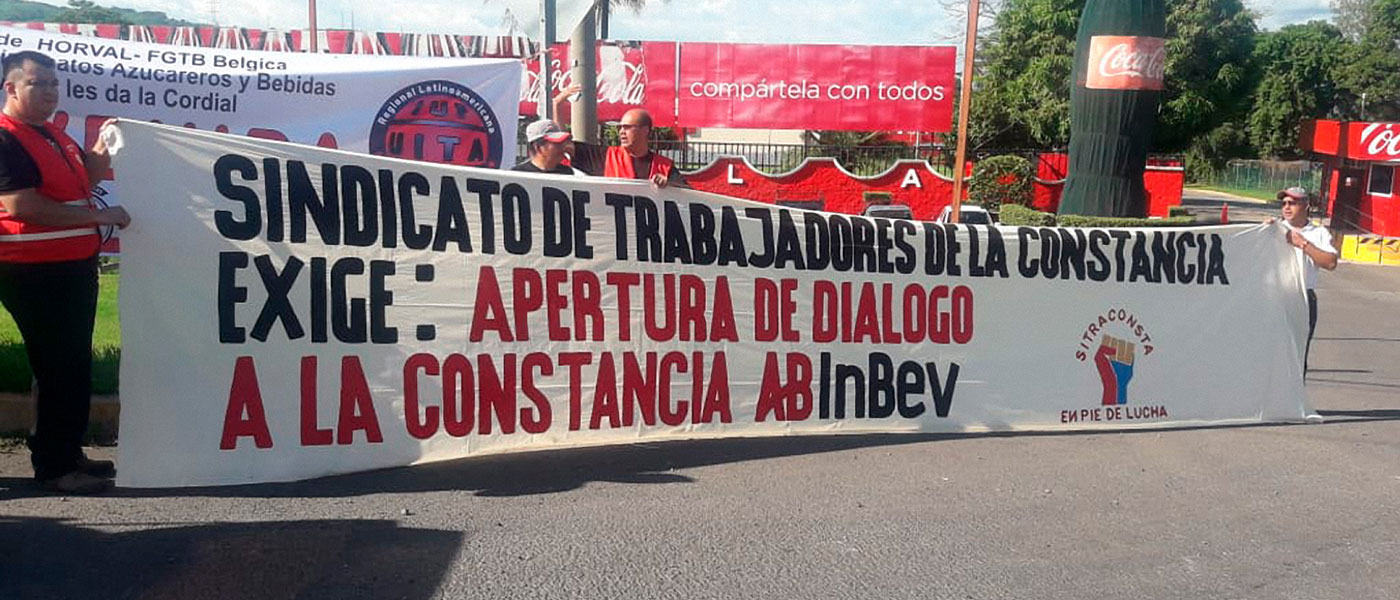 de HORVAL- FGTB Belgica
atos Azucareros y Bebidas
les da la Cordial
Regional Latinoamericana
UITA
Coca-Cola
compártela con todos
Coca-Cola
L A
Coca
SINDICATO DE TRABAJADORES DE LA CONSTANCIA
EXIGE: APERTURA DE DIALOGO
A LA CONSTANCIA ABInBev
SITRACONSTA
EN PIE DE LUCHA